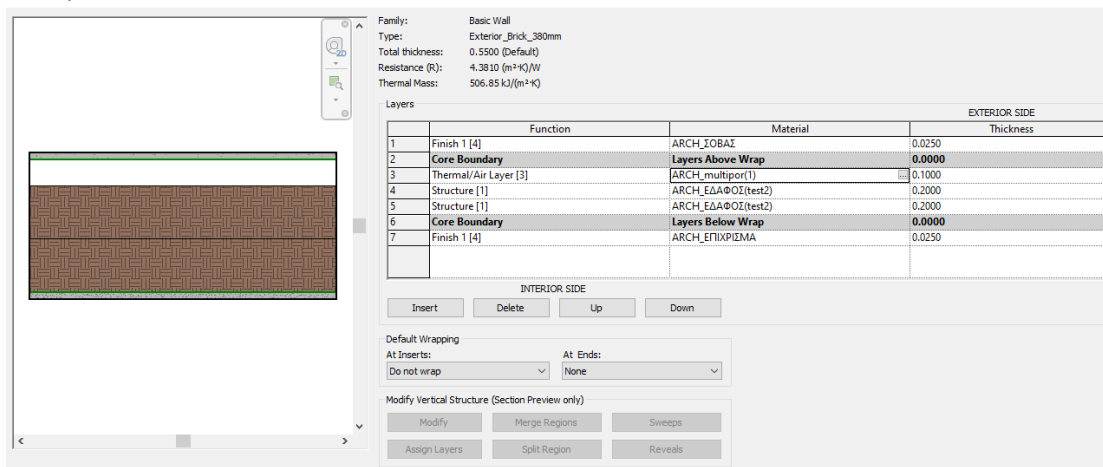 2D
Family: Basic Wall
Type: Exterior_Brick_380mm
Total thickness: 0.5500 (Default)
Resistance (R): 4.3810 (m²·K)/W
Thermal Mass: 506.85 kJ/(m²·K)
Layers
EXTERIOR SIDE
Function Material Thickness
1 Finish 1 [4] ARCH_ΣΟΒΑΣ 0.0250
2 Core Boundary Layers Above Wrap 0.0000
3 Thermal/Air Layer [3] ARCH_multipor(1) ... 0.1000
4 Structure [1] ARCH_ΕΔΑΦΟΣ(test2) 0.2000
5 Structure [1] ARCH_ΕΔΑΦΟΣ(test2) 0.2000
6 Core Boundary Layers Below Wrap 0.0000
7 Finish 1 [4] ARCH_ΕΠΙΧΡΙΣΜΑ 0.0250
INTERIOR SIDE
Insert Delete Up Down
Default Wrapping
At Inserts: At Ends:
Do not wrap None
Modify Vertical Structure (Section Preview only)
Modify Merge Regions Sweeps
Assign Layers Split Region Reveals